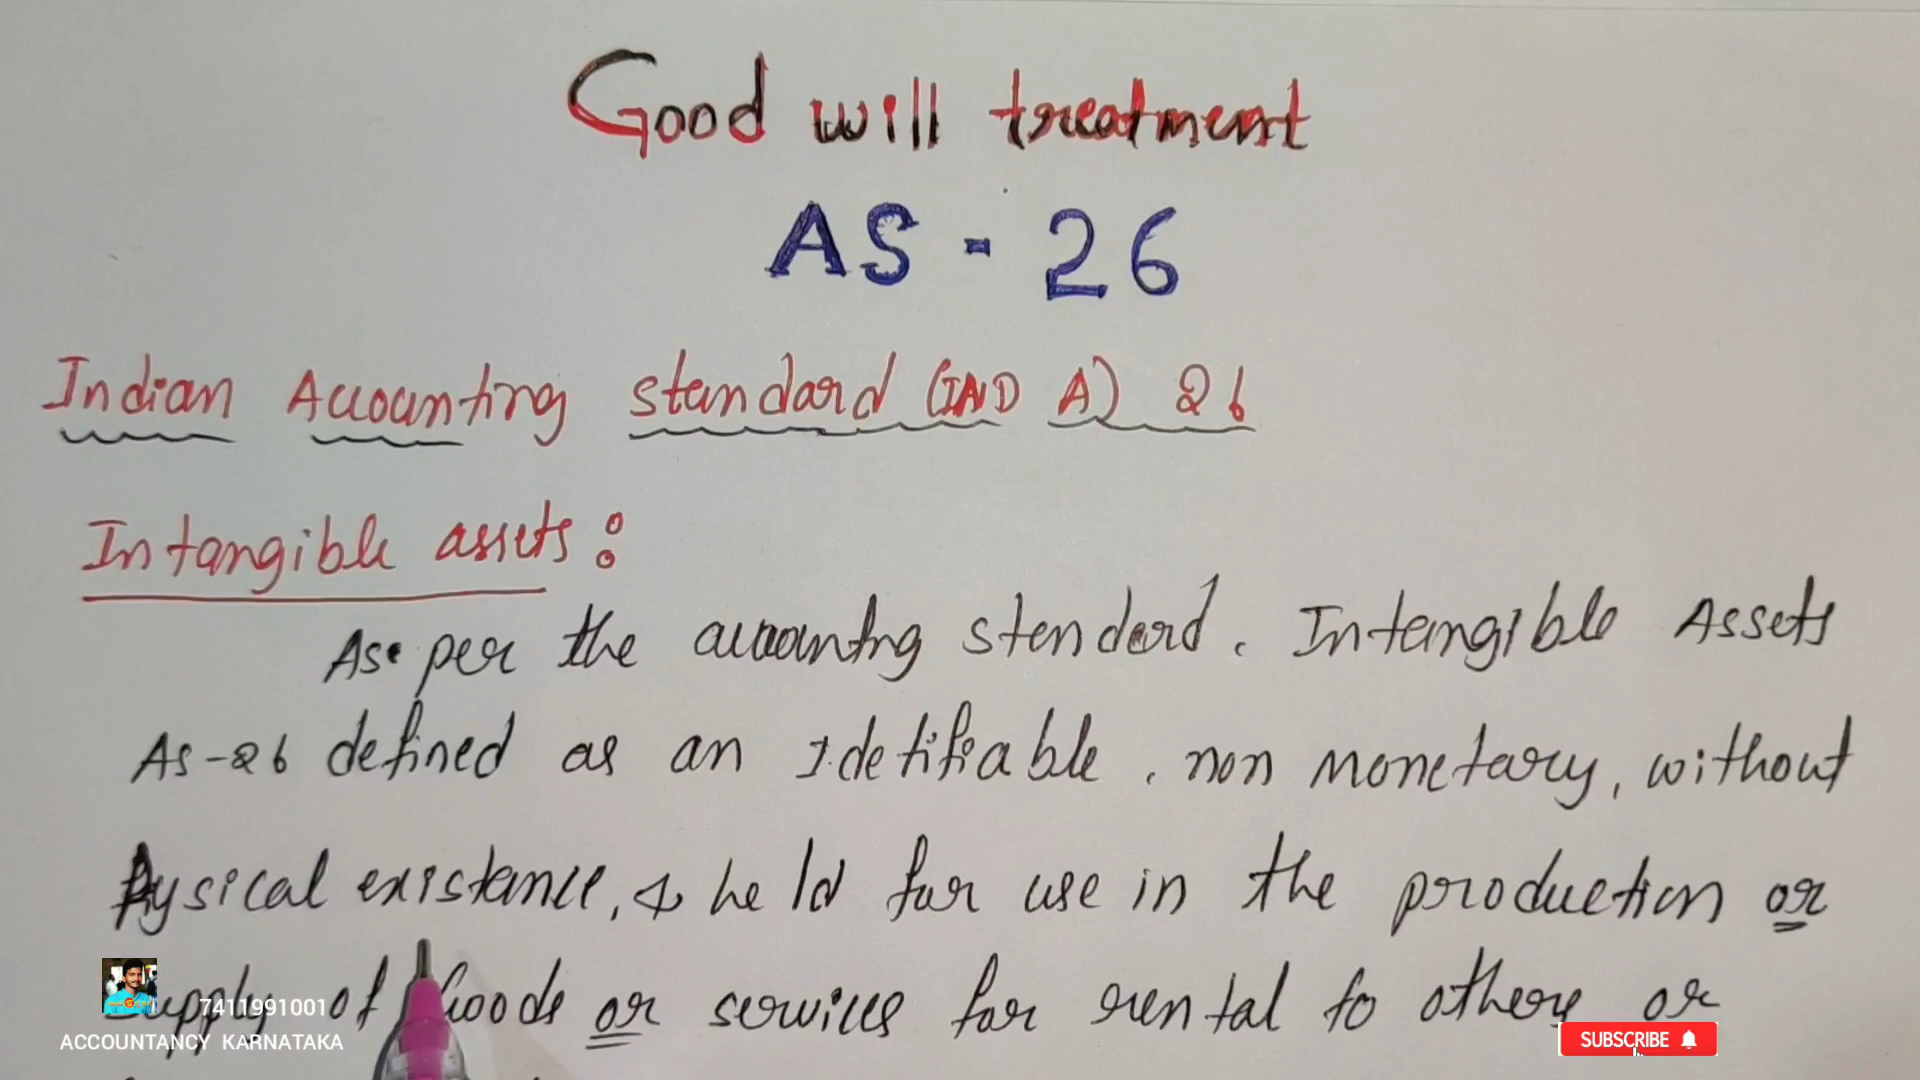 Good will treatment
AS - 26
Indian Accounting standard (IND A) 26
Intangible assets :
As per the accounting standard. Intangible Assets
AS-26 defined as an Idetifiable, non monetary, without
Pysical existance, & held for use in the production or
supply of Goods or services for rental to others or
7411991001
ACCOUNTANCY KARNATAKA
SUBSCRIBE